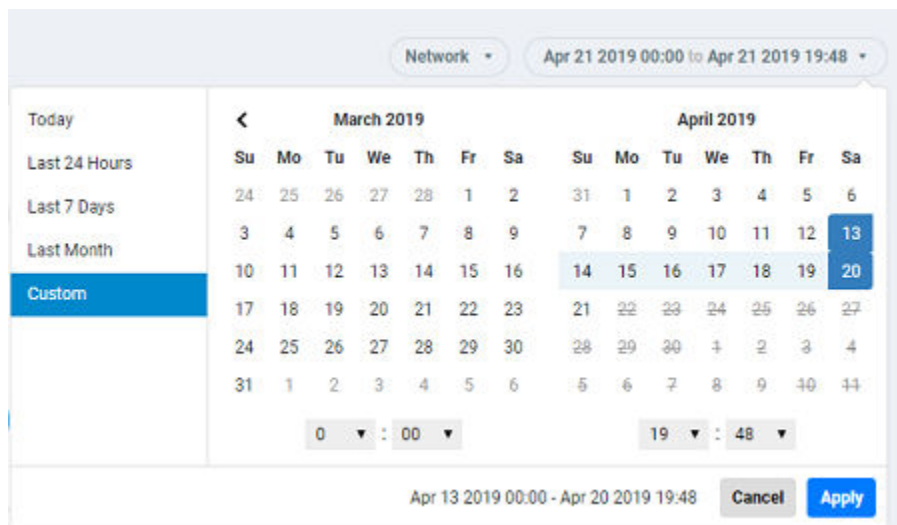 Network Apr 21 2019 00:00 to Apr 21 2019 19:48
Today
Last 24 Hours
Last 7 Days
Last Month
Custom
March 2019
Su Mo Tu We Th Fr Sa
24 25 26 27 28 1 2
3 4 5 6 7 8 9
10 11 12 13 14 15 16
17 18 19 20 21 22 23
24 25 26 27 28 29 30
31 1 2 3 4 5 6
0 : 00
April 2019
Su Mo Tu We Th Fr Sa
31 1 2 3 4 5 6
7 8 9 10 11 12 13
14 15 16 17 18 19 20
21 22 23 24 25 26 27
28 29 30 1 2 3 4
5 6 7 8 9 10 11
19 : 48
Apr 13 2019 00:00 - Apr 20 2019 19:48 Cancel Apply